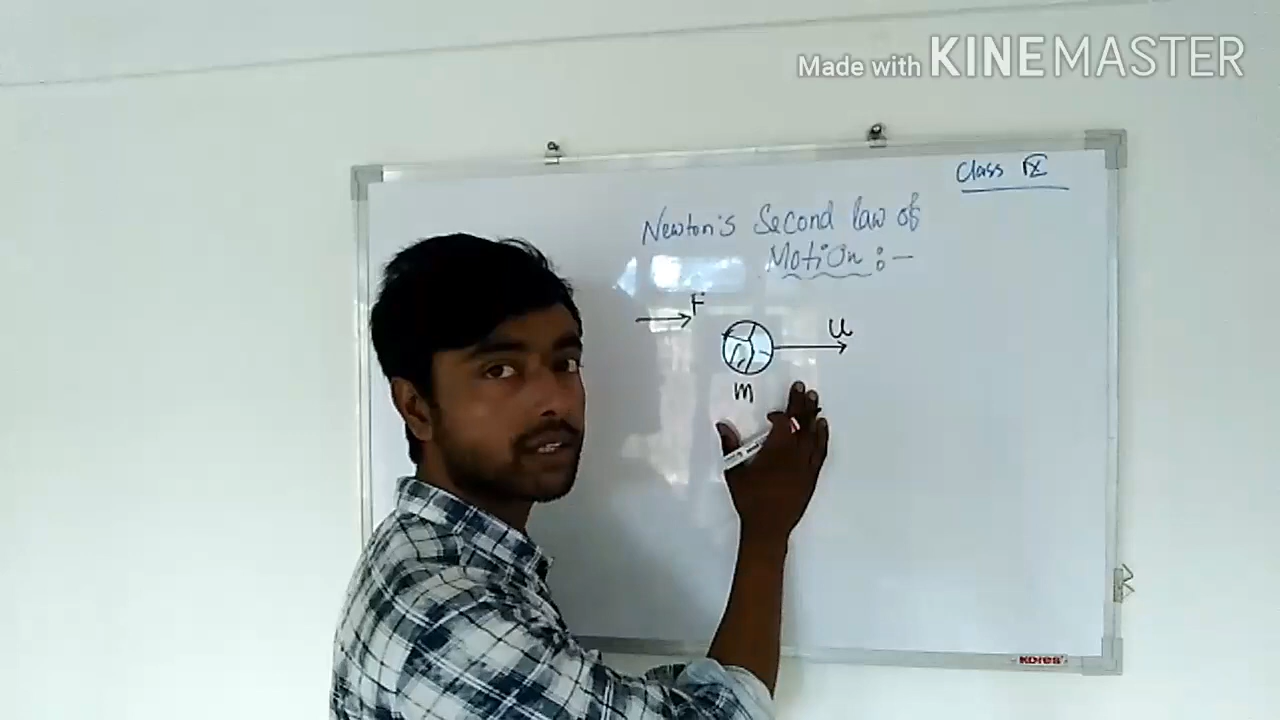 Made with KINEMASTER
Class IX
Newton's Second law of
Motion :-
F
u
m
KOReS